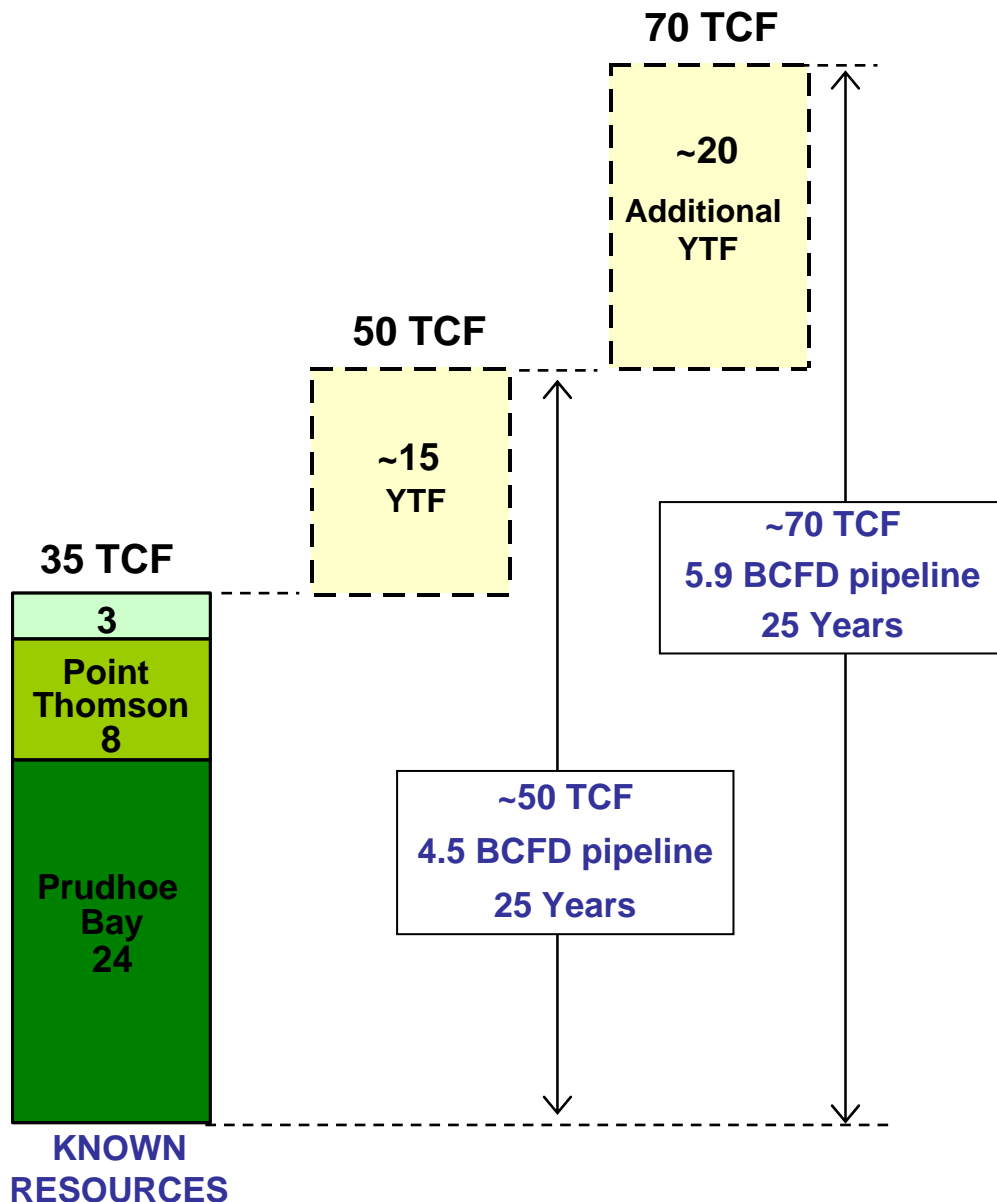 70 TCF
~20
Additional
YTF
50 TCF
~15
YTF
35 TCF
3
Point
Thomson
8
Prudhoe
Bay
24
KNOWN
RESOURCES
~50 TCF
4.5 BCFD pipeline
25 Years
~70 TCF
5.9 BCFD pipeline
25 Years